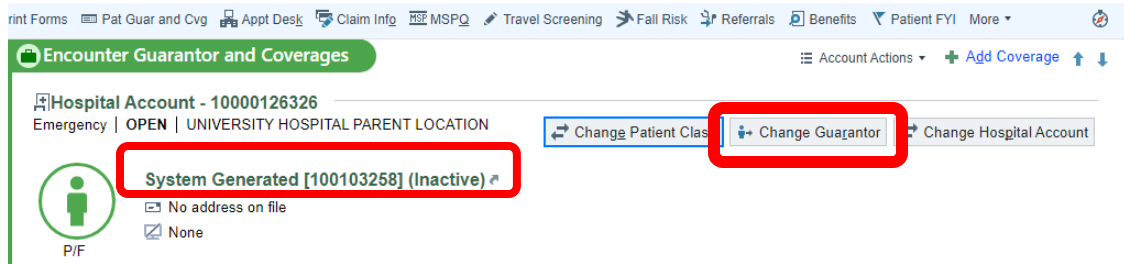 rint Forms Pat Guar and Cvg Appt Desk Claim Info MSPQ Travel Screening Fall Risk Referrals Benefits Patient FYI More
Encounter Guarantor and Coverages Account Actions Add Coverage
Hospital Account - 10000126326
Emergency | OPEN | UNIVERSITY HOSPITAL PARENT LOCATION
Change Patient Clas Change Guarantor Change Hospital Account
System Generated [100103258] (Inactive)
No address on file
None
P/F